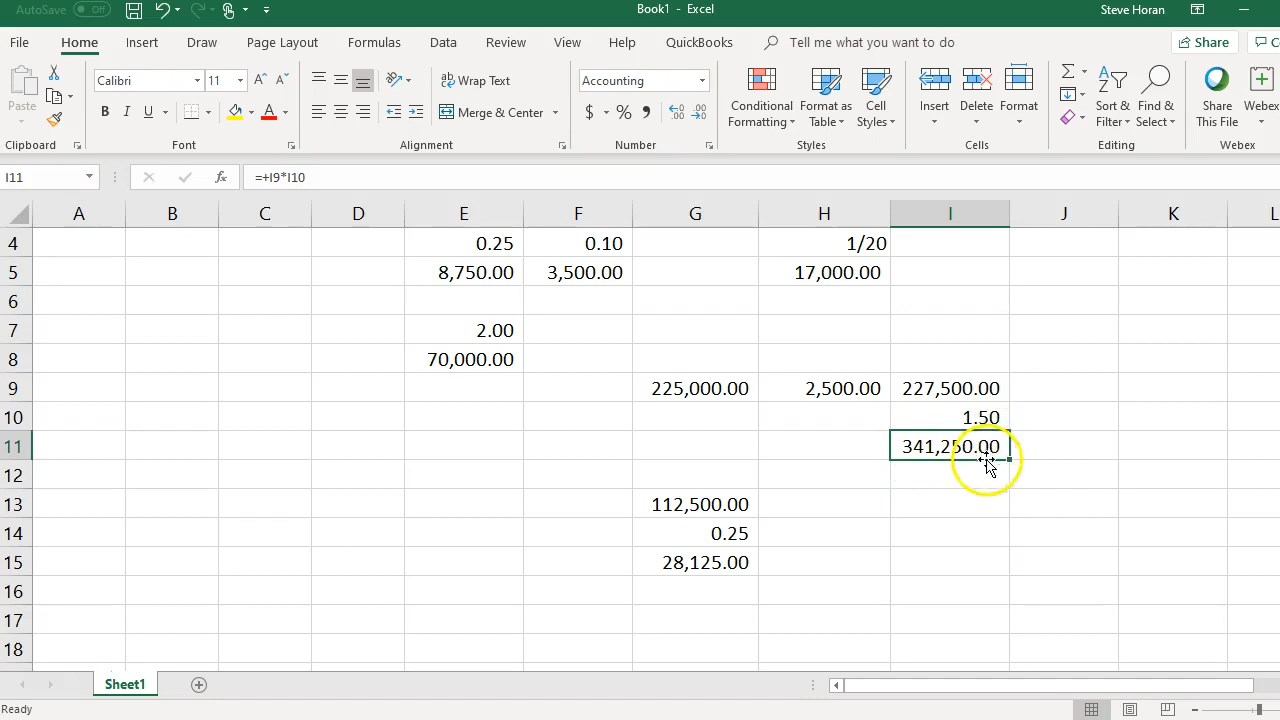 AutoSave Off Book1 - Excel Steve Horan
File Home Insert Draw Page Layout Formulas Data Review View Help QuickBooks Tell me what you want to do Share
Paste Calibri 11 Wrap Text Accounting Conditional Formatting Format as Table Cell Styles Insert Delete Format Sort & Filter Find & Select Share This File Webex
B I U A Merge & Center $ % ,
Clipboard Font Alignment Number Styles Cells Editing Webex
I11 fx =+I9*I10
A B C D E F G H I J K L
4 0.25 0.10 1/20
5 8,750.00 3,500.00 17,000.00
6
7 2.00
8 70,000.00
9 225,000.00 2,500.00 227,500.00
10 1.50
11 341,250.00
12
13 112,500.00
14 0.25
15 28,125.00
16
17
18
Sheet1
Ready